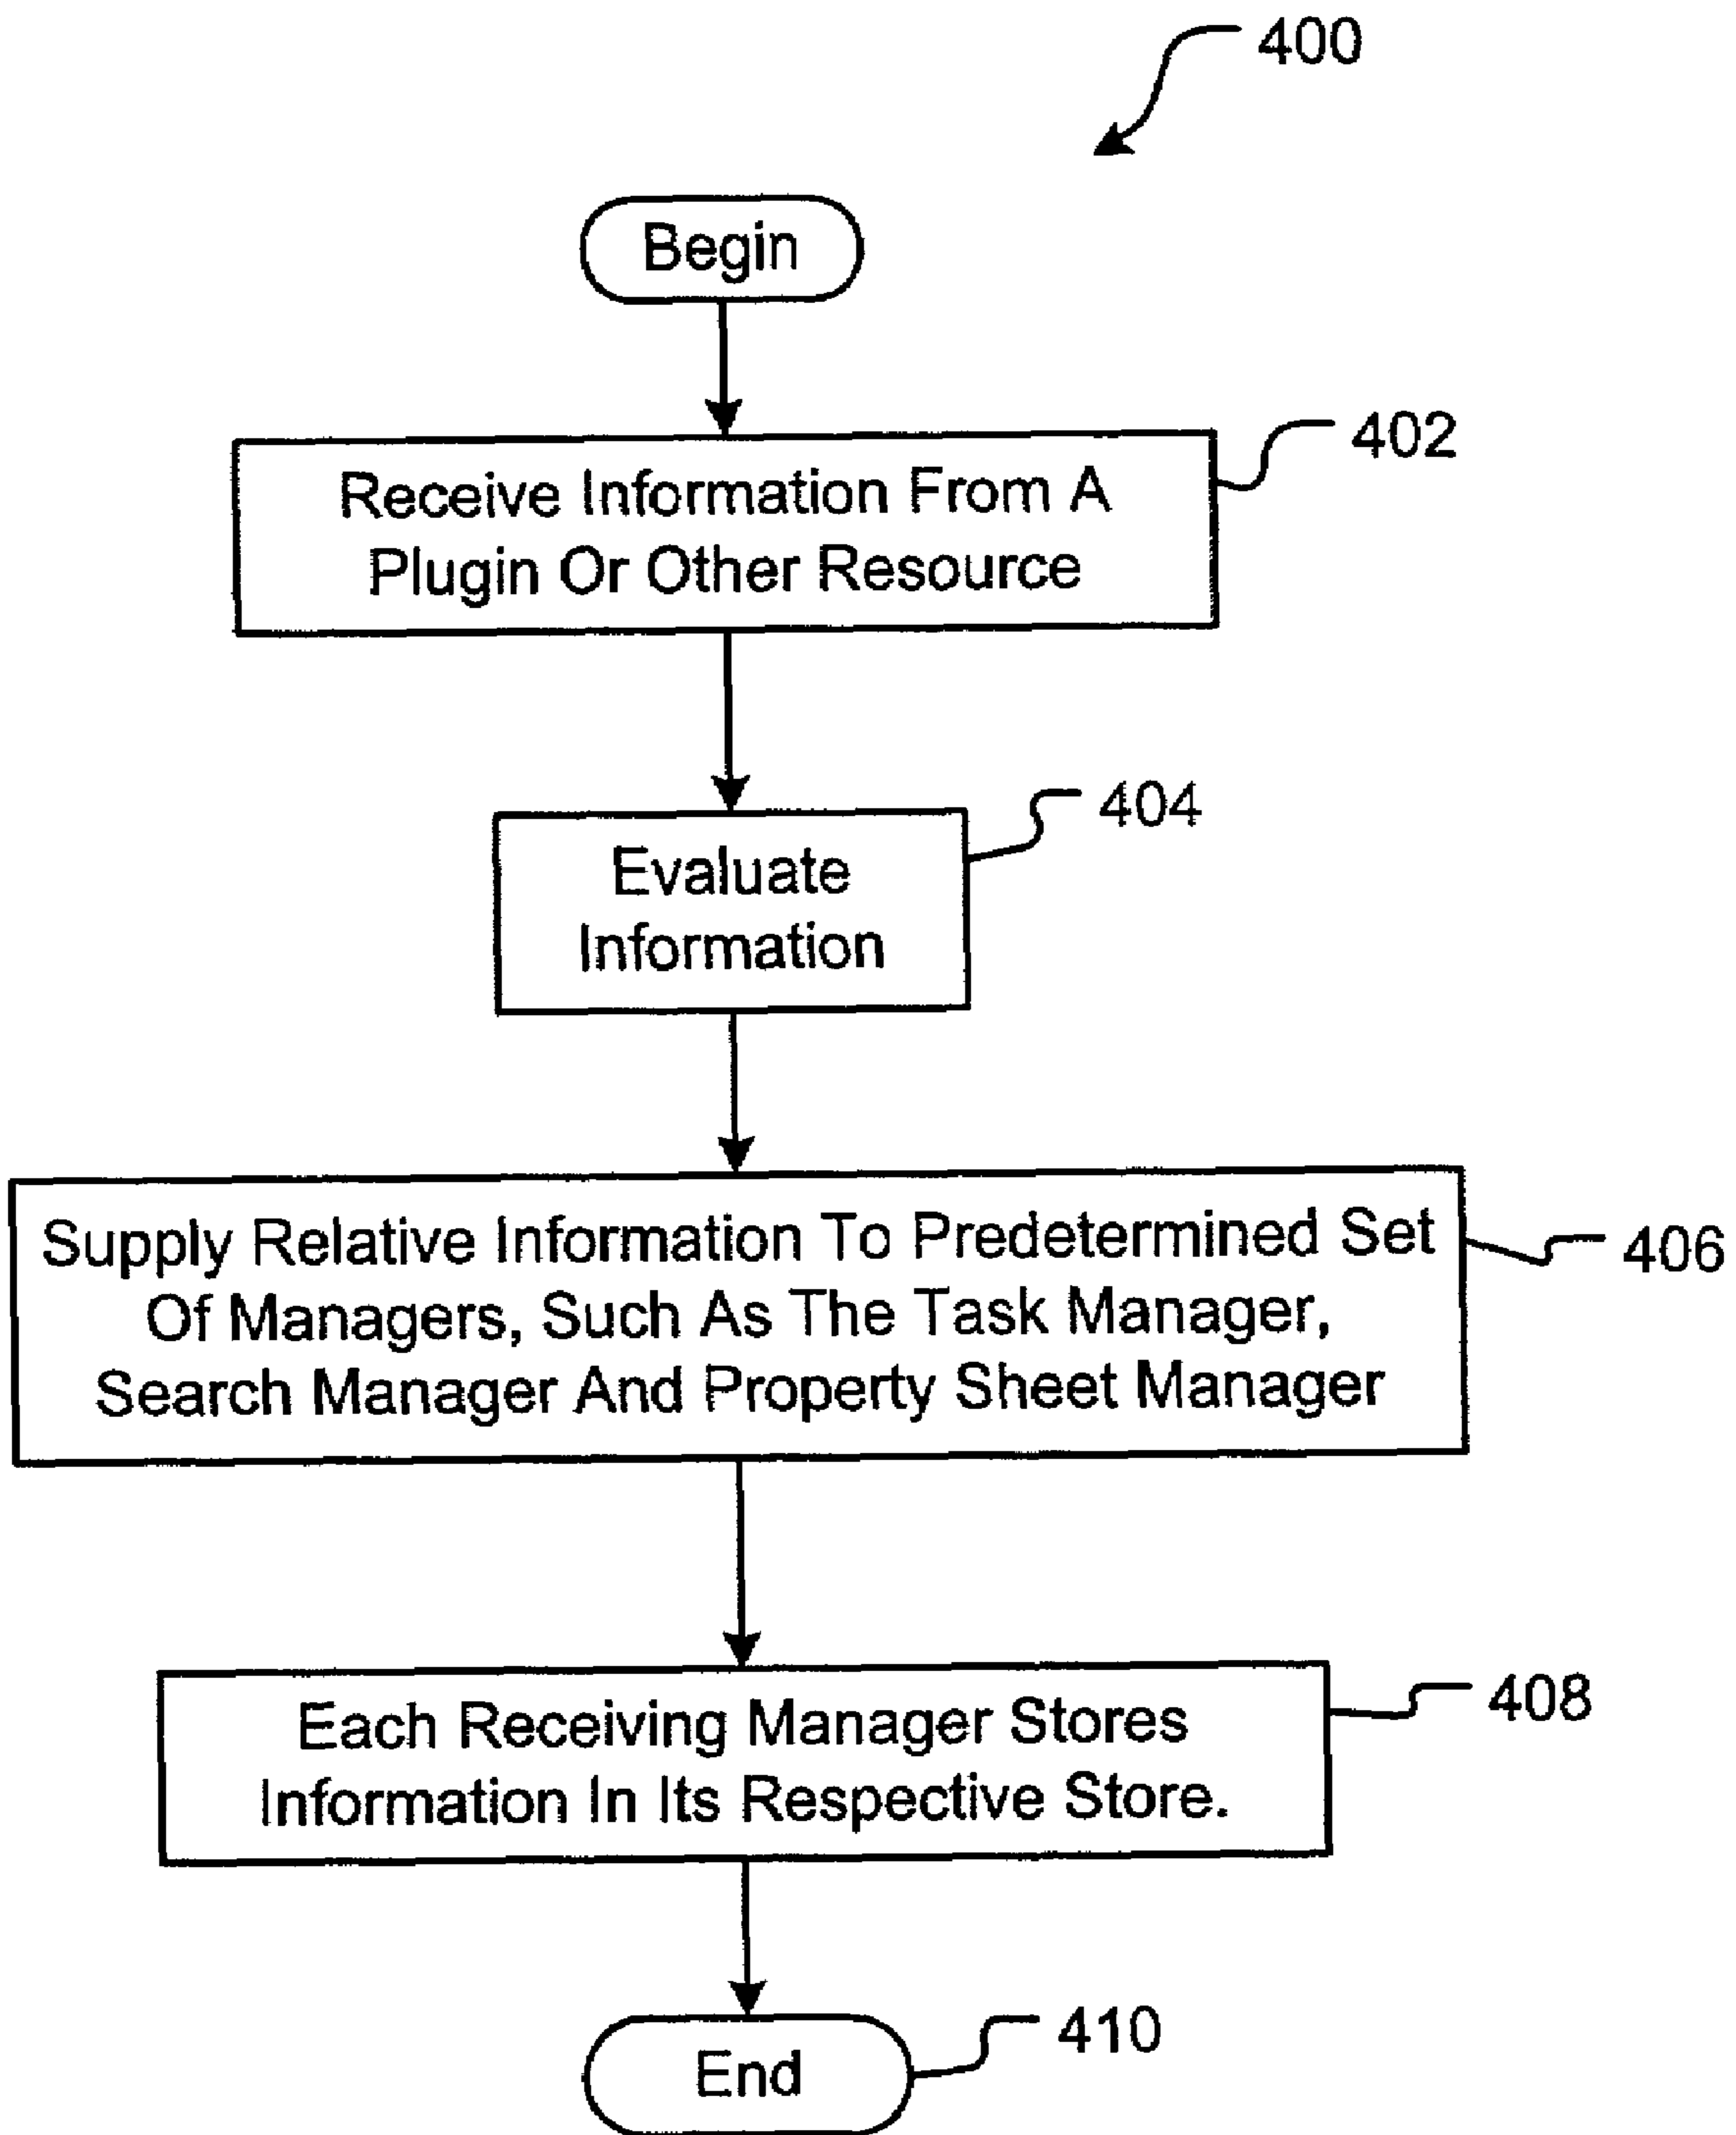 400
Begin
402
Receive Information From A
Plugin Or Other Resource
404
Evaluate
Information
Supply Relative Information To Predetermined Set
406
Of Managers, Such As The Task Manager,
Search Manager And Property Sheet Manager
408
Each Receiving Manager Stores
Information In Its Respective Store.
410
End